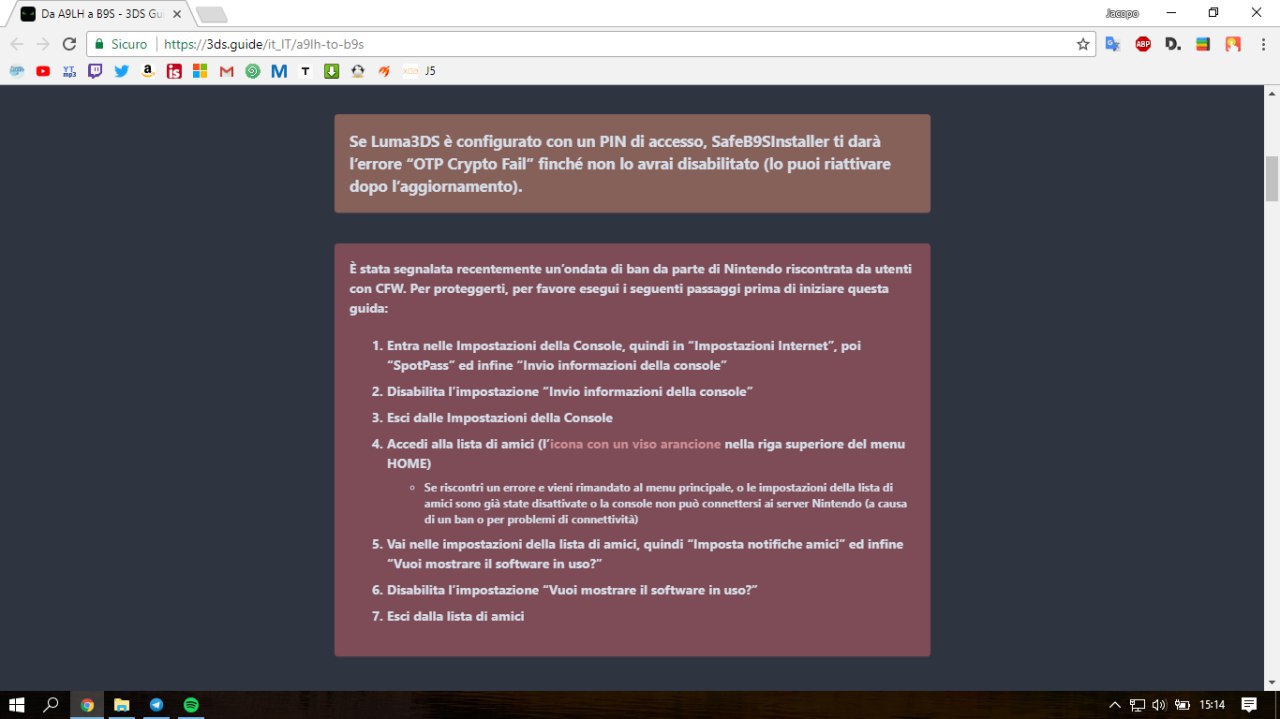 Da A9LH a B9S - 3DS Gui
Jacopo
Sicuro
https://3ds.guide/it_IT/a9lh-to-b9s
ABP
D.
YT mp3
a
is
M
T
J5
Se Luma3DS è configurato con un PIN di accesso, SafeB9SInstaller ti darà
l’errore “OTP Crypto Fail” finché non lo avrai disabilitato (lo puoi riattivare
dopo l’aggiornamento).
È stata segnalata recentemente un’ondata di ban da parte di Nintendo riscontrata da utenti
con CFW. Per proteggerti, per favore esegui i seguenti passaggi prima di iniziare questa
guida:
1. Entra nelle Impostazioni della Console, quindi in “Impostazioni Internet”, poi
“SpotPass” ed infine “Invio informazioni della console”
2. Disabilita l’impostazione “Invio informazioni della console”
3. Esci dalle Impostazioni della Console
4. Accedi alla lista di amici (l’icona con un viso arancione nella riga superiore del menu
HOME)
Se riscontri un errore e vieni rimandato al menu principale, o le impostazioni della lista di
amici sono già state disattivate o la console non può connettersi ai server Nintendo (a causa
di un ban o per problemi di connettività)
5. Vai nelle impostazioni della lista di amici, quindi “Imposta notifiche amici” ed infine
“Vuoi mostrare il software in uso?”
6. Disabilita l’impostazione “Vuoi mostrare il software in uso?”
7. Esci dalla lista di amici
15:14